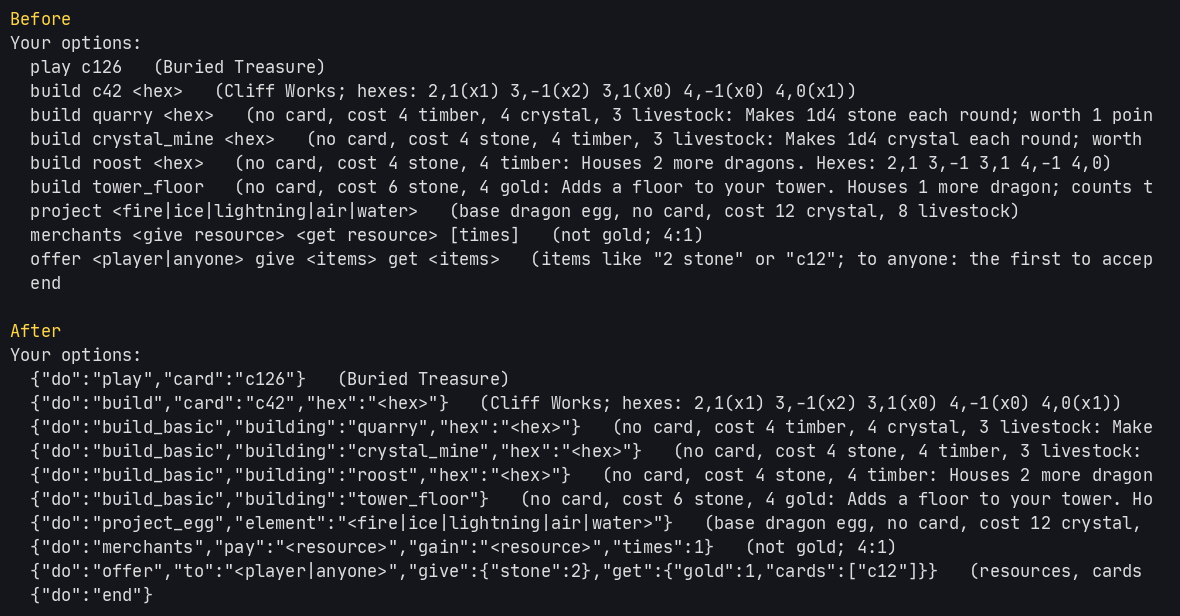 Before
Your options:
  play c126   (Buried Treasure)
  build c42 <hex>   (Cliff Works; hexes: 2,1(x1) 3,-1(x2) 3,1(x0) 4,-1(x0) 4,0(x1))
  build quarry <hex>   (no card, cost 4 timber, 4 crystal, 3 livestock: Makes 1d4 stone each round; worth 1 poin
  build crystal_mine <hex>   (no card, cost 4 stone, 4 timber, 3 livestock: Makes 1d4 crystal each round; worth
  build roost <hex>   (no card, cost 4 stone, 4 timber: Houses 2 more dragons. Hexes: 2,1 3,-1 3,1 4,-1 4,0)
  build tower_floor   (no card, cost 6 stone, 4 gold: Adds a floor to your tower. Houses 1 more dragon; counts t
  project <fire|ice|lightning|air|water>   (base dragon egg, no card, cost 12 crystal, 8 livestock)
  merchants <give resource> <get resource> [times]   (not gold; 4:1)
  offer <player|anyone> give <items> get <items>   (items like "2 stone" or "c12"; to anyone: the first to accep
  end

After
Your options:
  {"do":"play","card":"c126"}   (Buried Treasure)
  {"do":"build","card":"c42","hex":"<hex>"}   (Cliff Works; hexes: 2,1(x1) 3,-1(x2) 3,1(x0) 4,-1(x0) 4,0(x1))
  {"do":"build_basic","building":"quarry","hex":"<hex>"}   (no card, cost 4 timber, 4 crystal, 3 livestock: Make
  {"do":"build_basic","building":"crystal_mine","hex":"<hex>"}   (no card, cost 4 stone, 4 timber, 3 livestock:
  {"do":"build_basic","building":"roost","hex":"<hex>"}   (no card, cost 4 stone, 4 timber: Houses 2 more dragon
  {"do":"build_basic","building":"tower_floor"}   (no card, cost 6 stone, 4 gold: Adds a floor to your tower. Ho
  {"do":"project_egg","element":"<fire|ice|lightning|air|water>"}   (base dragon egg, no card, cost 12 crystal,
  {"do":"merchants","pay":"<resource>","gain":"<resource>","times":1}   (not gold; 4:1)
  {"do":"offer","to":"<player|anyone>","give":{"stone":2},"get":{"gold":1,"cards":["c12"]}}   (resources, cards
  {"do":"end"}